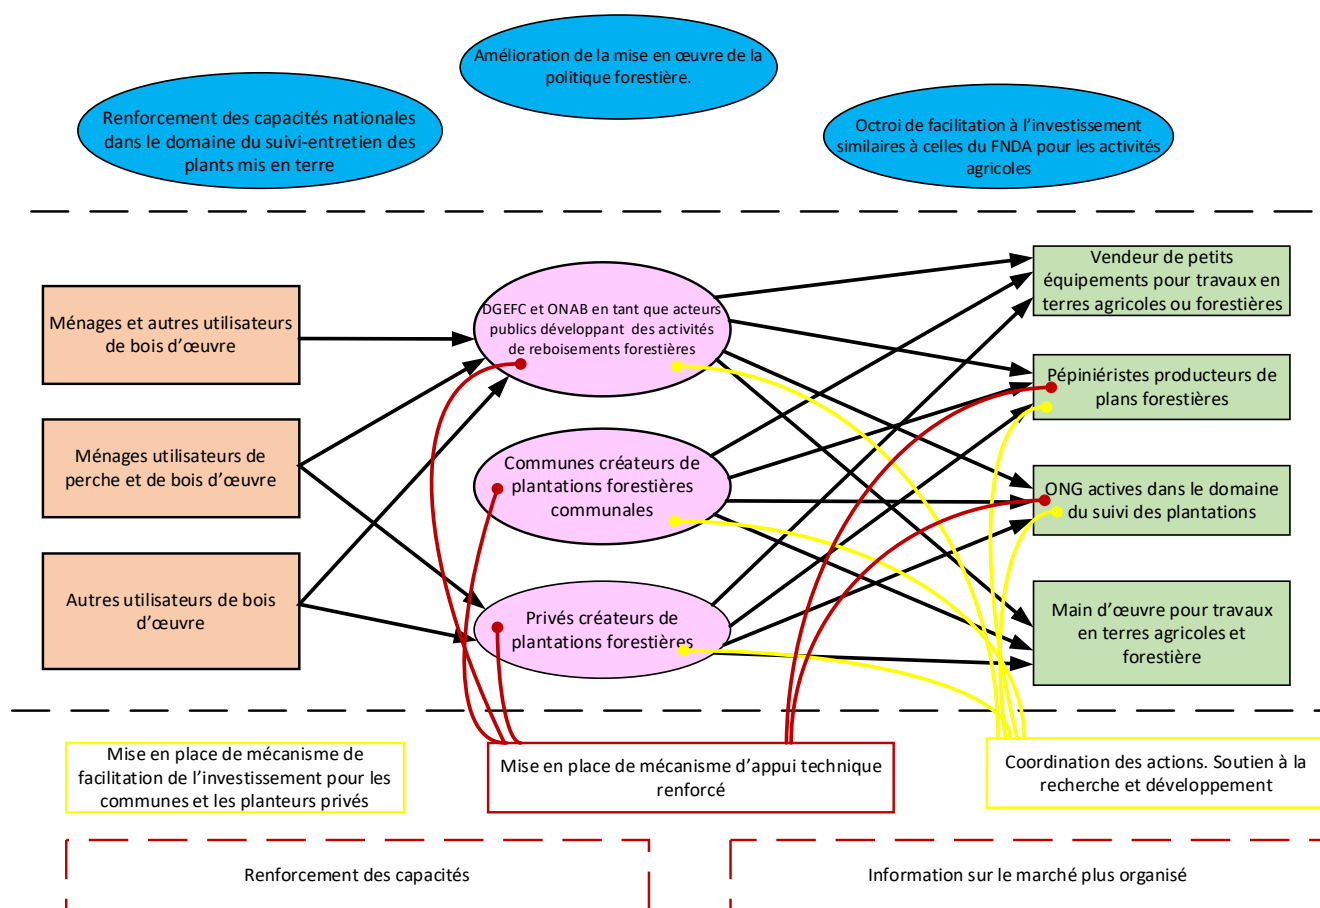 Amélioration de la mise en œuvre de la
politique forestière.
Renforcement des capacités nationales
dans le domaine du suivi-entretien des
plants mis en terre
Octroi de facilitation à l’investissement
similaires à celles du FNDA pour les activités
agricoles
Ménages et autres utilisateurs
de bois d’œuvre
Ménages utilisateurs de
perche et de bois d’œuvre
Autres utilisateurs de bois
d’œuvre
DGEFC et ONAB en tant que acteurs
publics développant des activités
de reboisements forestières
Communes créateurs de
plantations forestières
communales
Privés créateurs de
plantations forestières
Vendeur de petits
équipements pour travaux en
terres agricoles ou forestières
Pépiniéristes producteurs de
plans forestières
ONG actives dans le domaine
du suivi des plantations
Main d’œuvre pour travaux
en terres agricoles et
forestière
Mise en place de mécanisme de
facilitation de l’investissement pour les
communes et les planteurs privés
Mise en place de mécanisme d’appui technique
renforcé
Coordination des actions. Soutien à la
recherche et développement
Renforcement des capacités
Information sur le marché plus organisé